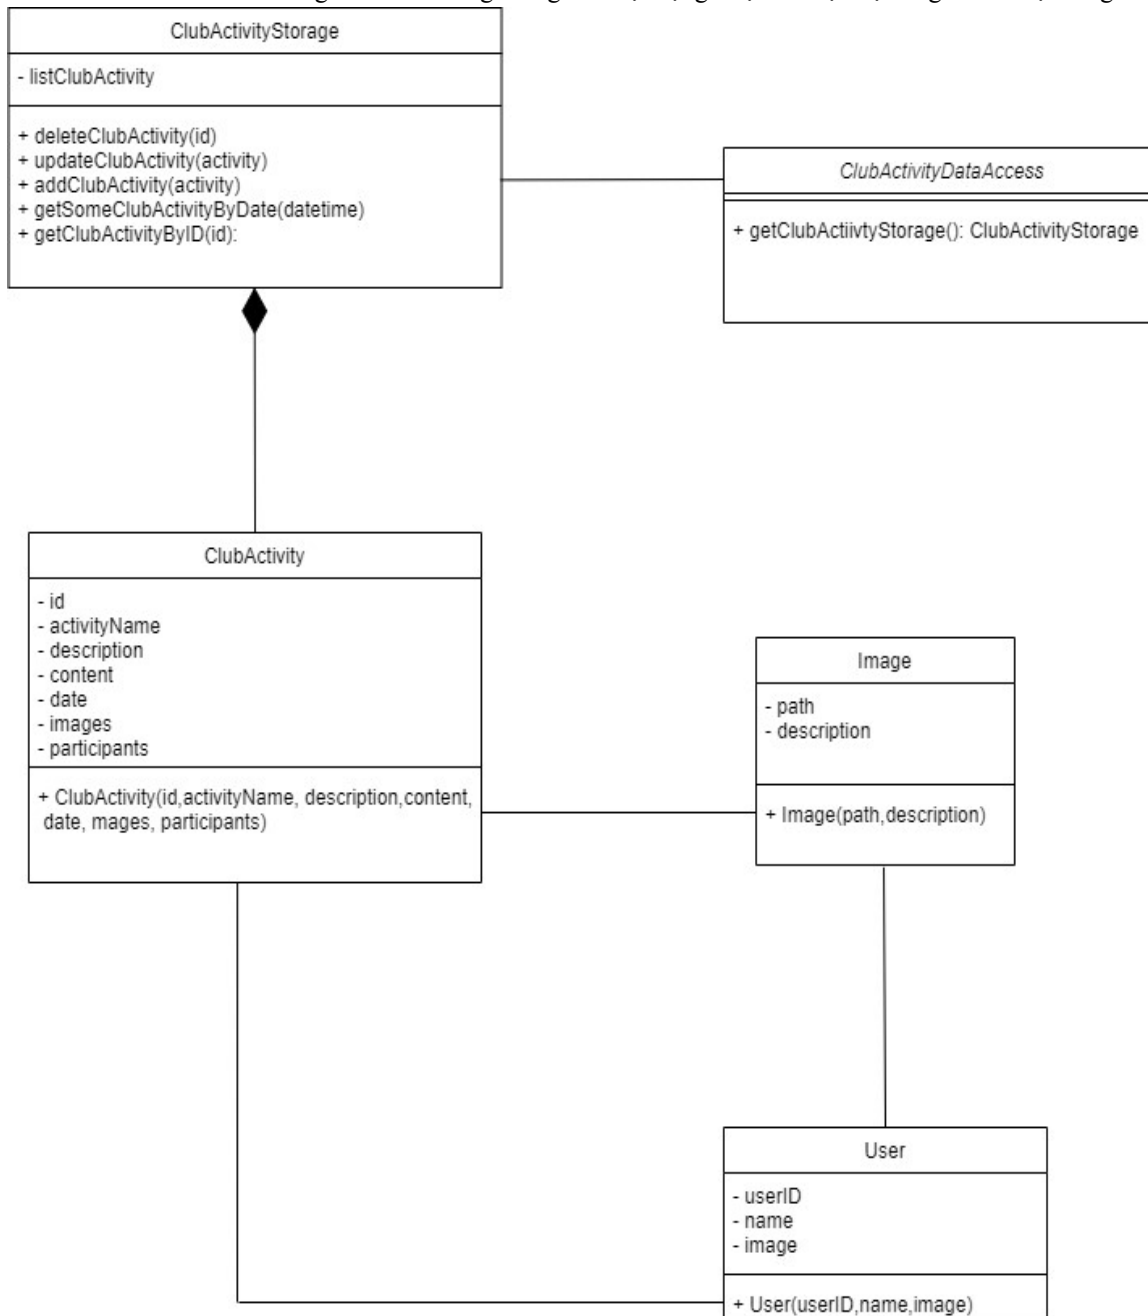 ClubActivityStorage
- listClubActivity
+ deleteClubActivity(id)
+ updateClubActivity(activity)
+ addClubActivity(activity)
+ getSomeClubActivityByDate(datetime)
+ getClubActivityByID(id):
ClubActivityDataAccess
+ getClubActiivtyStorage(): ClubActivityStorage
ClubActivity
- id
- activityName
- description
- content
- date
- images
- participants
+ ClubActivity(id,activityName, description,content,
date, mages, participants)
Image
- path
- description
+ Image(path,description)
User
- userID
- name
- image
+ User(userID,name,image)